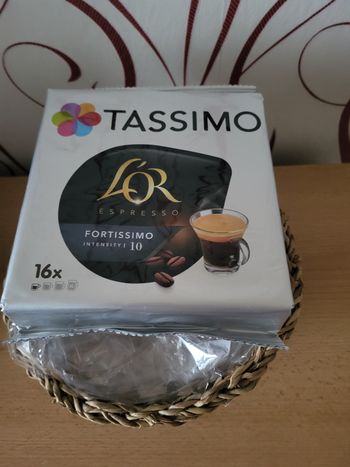 TASSIMO
L'OR
ESPRESSO
FORTISSIMO
INTENSITY | 10
16x